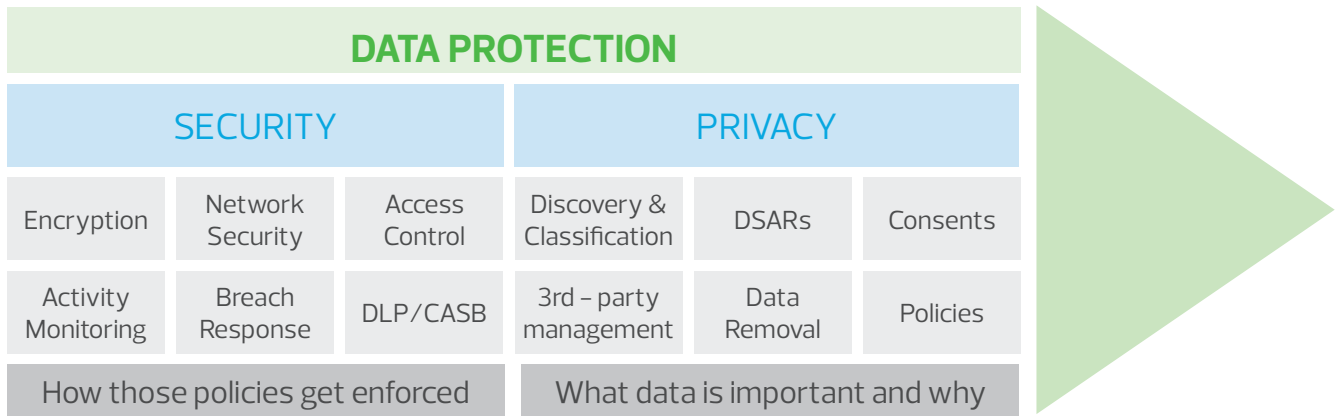 DATA PROTECTION
SECURITY
PRIVACY
Encryption
Network
Security
Access
Control
Discovery &
Classification
DSARs
Consents
Activity
Monitoring
Breach
Response
DLP/CASB
3rd - party
management
Data
Removal
Policies
How those policies get enforced
What data is important and why